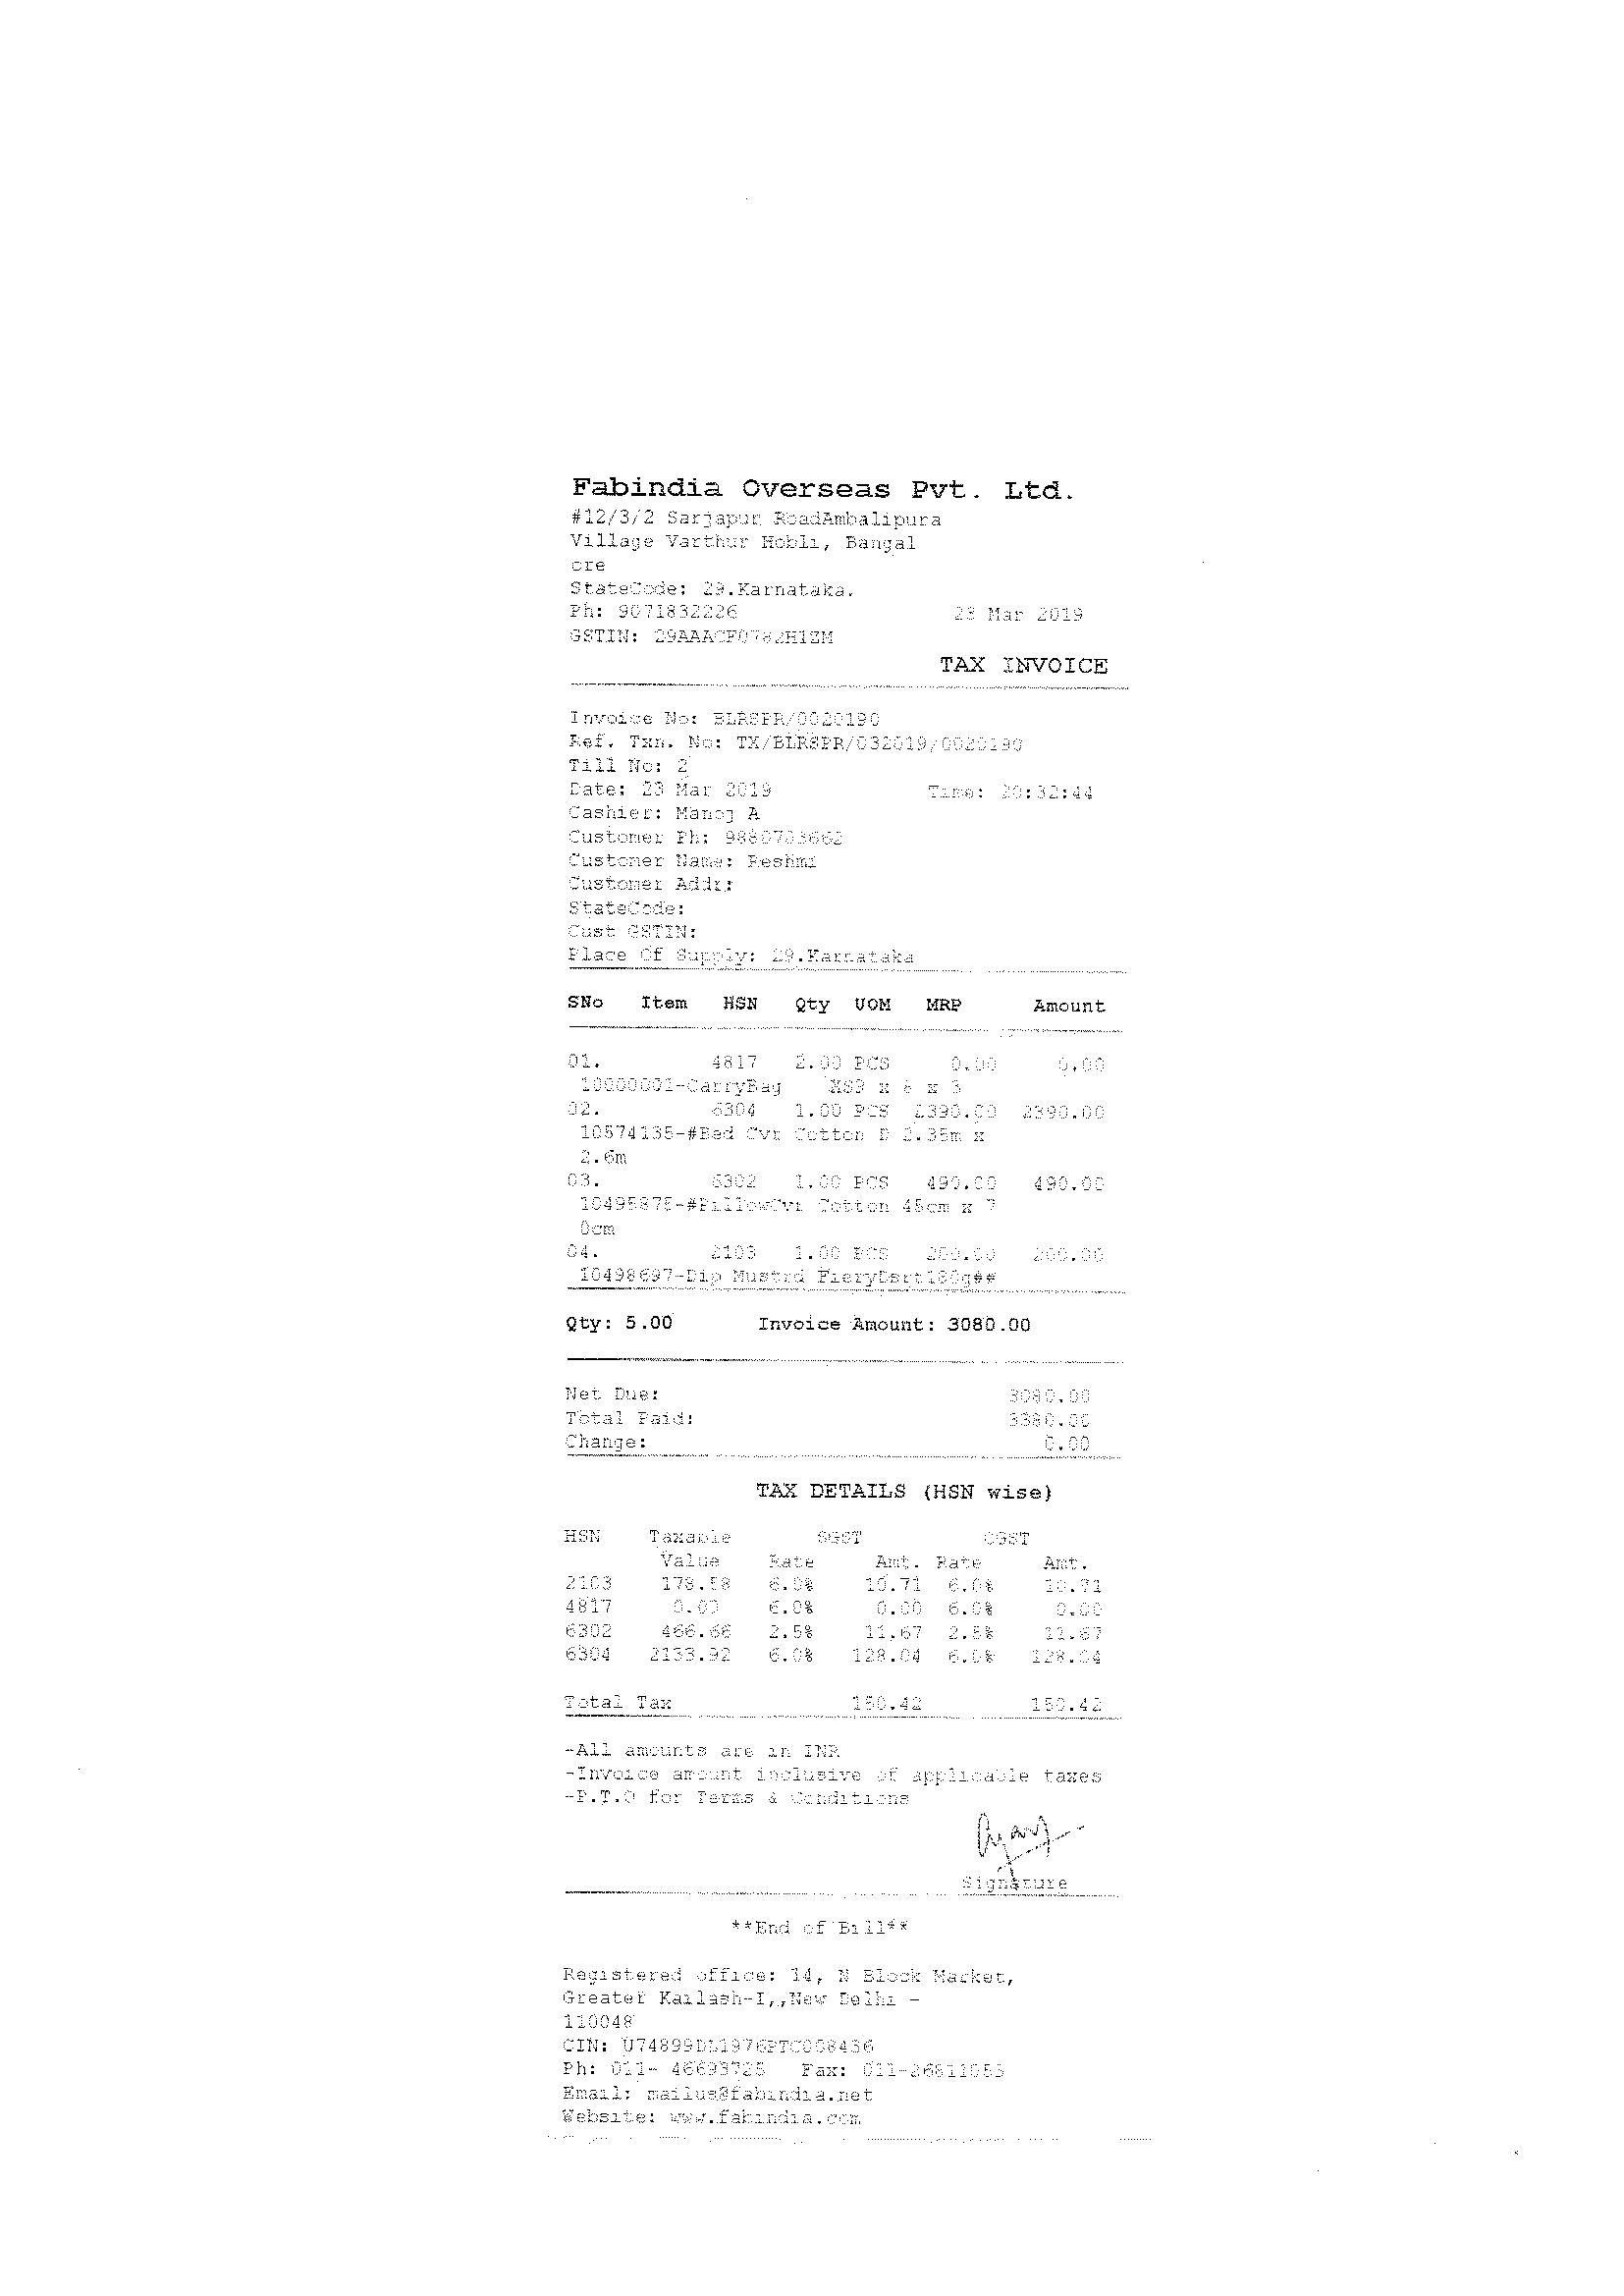 Fabindia Overseas Pvt. Ltd.
#12/3/2 Sarjapur RoadAmbalipura
Village Varthur Hobli, Bangal
ore
StateCode: 29.Karnataka.
Ph: 9071832226 23 Mar 2019
GSTIN: 29AAACF0782H1ZM
TAX INVOICE
Invoice No: BLRSPR/0020190
Ref. Txn. No: TX/BLRSPR/032019/0020190
Till No: 2
Date: 23 Mar 2019 Time: 20:32:44
Cashier: Manoj A
Customer Ph: 9880703662
Customer Name: Reshmi
Customer Addr:
StateCode:
Cust GSTIN:
Place Of Supply: 29.Karnataka
SNo Item HSN Qty UOM MRP Amount
01. 4817 2.00 PCS 0.00 0.00
10000001-CarryBag XS9 x 6 x 3
02. 6304 1.00 PCS 2390.00 2390.00
10574135-#Bed Cvr Cotton D 2.35m x
2.6m
03. 6302 1.00 PCS 490.00 490.00
10495875-#PillowCvr Cotton 45cm x 7
0cm
04. 2103 1.00 PCS 200.00 200.00
10498697-Dip Mustrd FieryDsrt180g##
Qty: 5.00 Invoice Amount: 3080.00
Net Due: 3080.00
Total Paid: 3080.00
Change: 0.00
TAX DETAILS (HSN wise)
HSN Taxable SGST CGST
Value Rate Amt. Rate Amt.
2103 178.58 6.0% 10.71 6.0% 10.71
4817 0.00 6.0% 0.00 6.0% 0.00
6302 466.66 2.5% 11.67 2.5% 11.67
6304 2133.92 6.0% 128.04 6.0% 128.04
Total Tax 150.42 150.42
-All amounts are in INR
-Invoice amount inclusive of applicable taxes
-P.T.O for Terms & Conditions
Signature
**End of Bill**
Registered office: 14, N Block Market,
Greater Kailash-I,,New Delhi -
110048
CIN: U74899DL1976PTC008436
Ph: 011- 46693725 Fax: 011-26811053
Email: mailus@fabindia.net
Website: www.fabindia.com